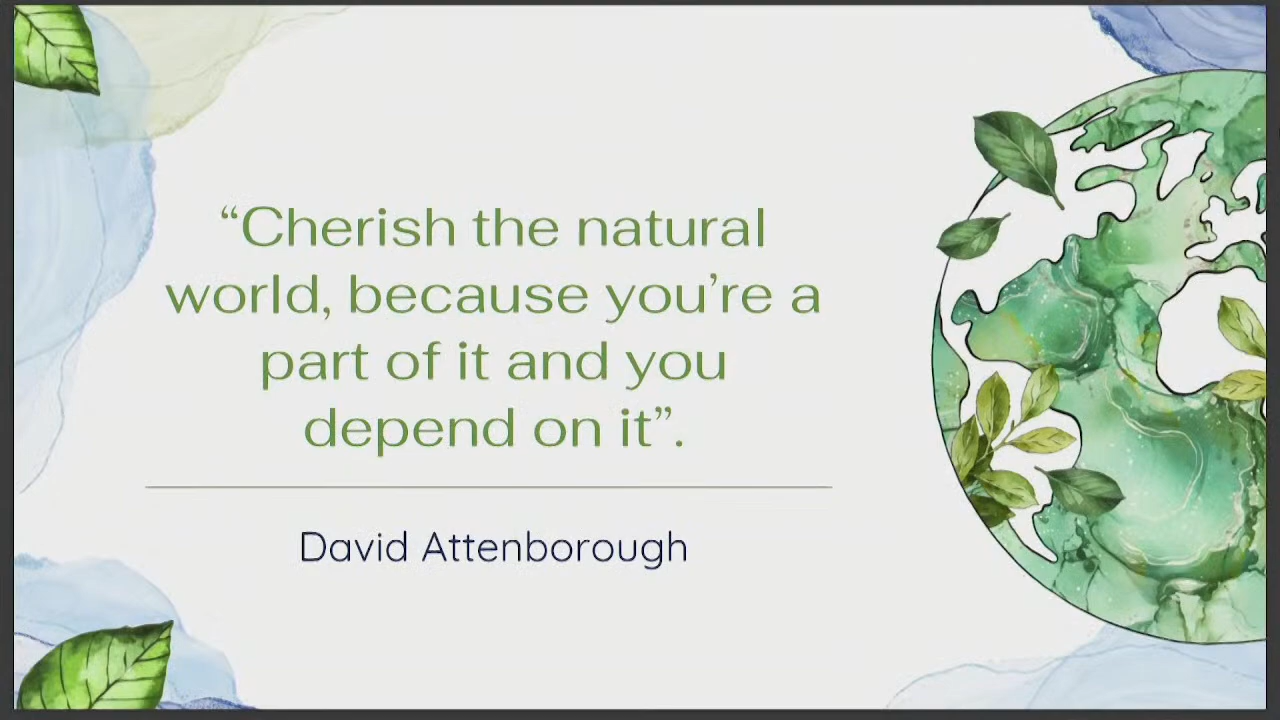 “Cherish the natural
world, because you’re a
part of it and you
depend on it”.
David Attenborough